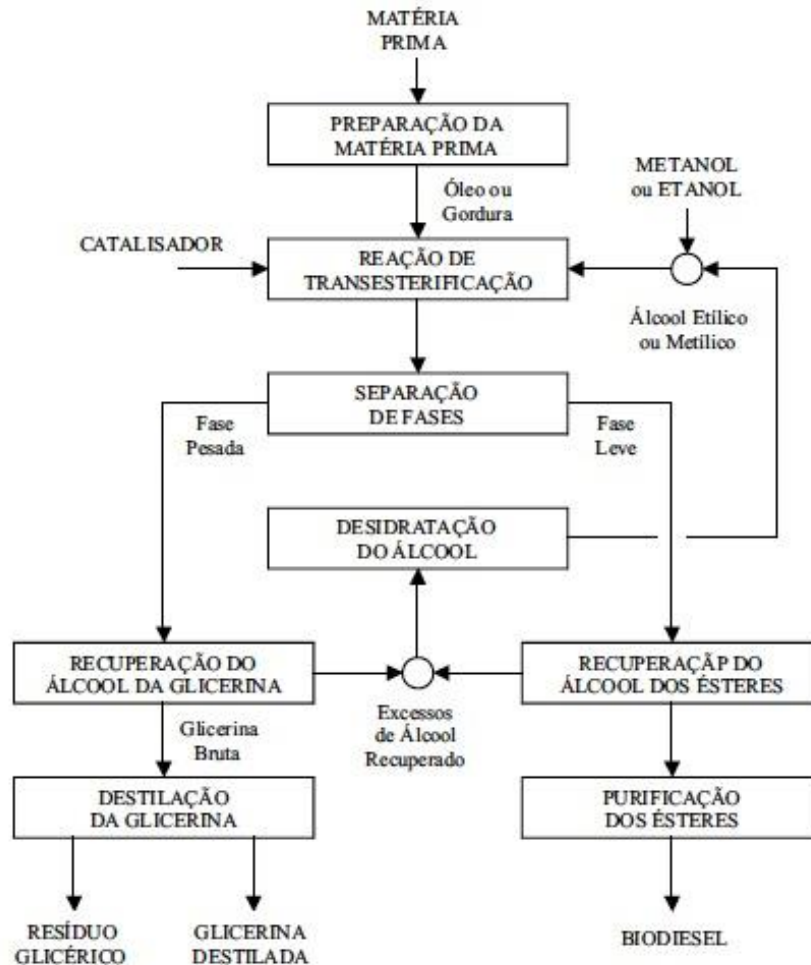 MATÉRIA
PRIMA
PREPARAÇÃO DA
MATÉRIA PRIMA
METANOL
ou ETANOL
Óleo ou
Gordura
CATALISADOR
REAÇÃO DE
TRANSESTERIFICAÇÃO
Álcool Etílico
ou Metílico
SEPARAÇÃO
DE FASES
Fase
Pesada
Fase
Leve
DESIDRATAÇÃO
DO ÁLCOOL
RECUPERAÇÃO DO
ÁLCOOL DA GLICERINA
RECUPERAÇÃP DO
ÁLCOOL DOS ÉSTERES
Glicerina
Bruta
Excessos
de Álcool
Recuperado
DESTILAÇÃO
DA GLICERINA
PURIFICAÇÃO
DOS ÉSTERES
RESÍDUO
GLICÉRICO
GLICERINA
DESTILADA
BIODIESEL